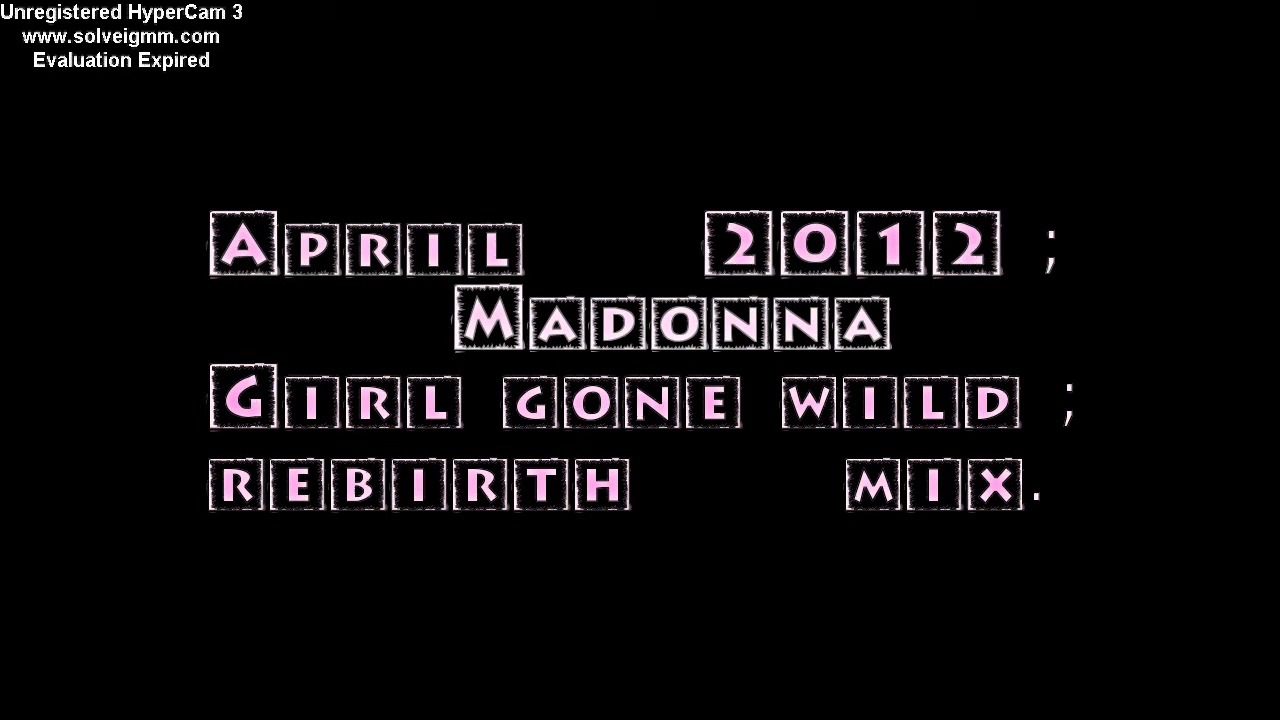 Unregistered HyperCam 3
www.solveigmm.com
Evaluation Expired
April 2012 ;
Madonna
Girl gone wild ;
rebirth mix.